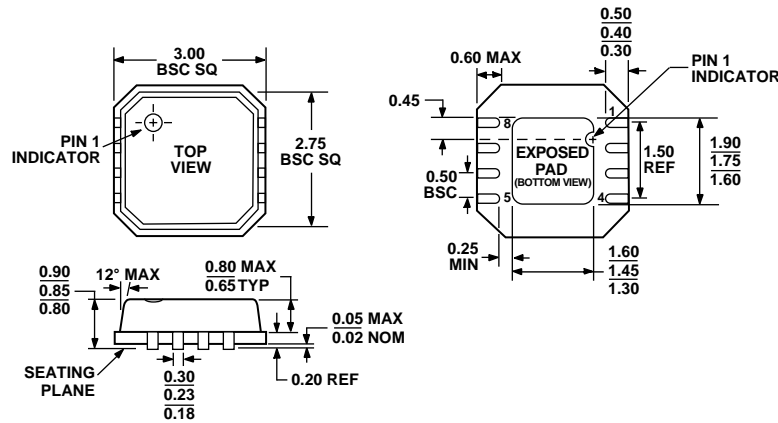 3.00
BSC SQ
PIN 1
INDICATOR
TOP
VIEW
2.75
BSC SQ
0.60 MAX
0.50
0.40
0.30
PIN 1
INDICATOR
0.45
8
1
EXPOSED
PAD
(BOTTOM VIEW)
5
4
0.50
BSC
1.50
REF
1.90
1.75
1.60
0.25
MIN
1.60
1.45
1.30
0.90
0.85
0.80
12° MAX
0.80 MAX
0.65 TYP
0.05 MAX
0.02 NOM
SEATING
PLANE
0.30
0.23
0.18
0.20 REF